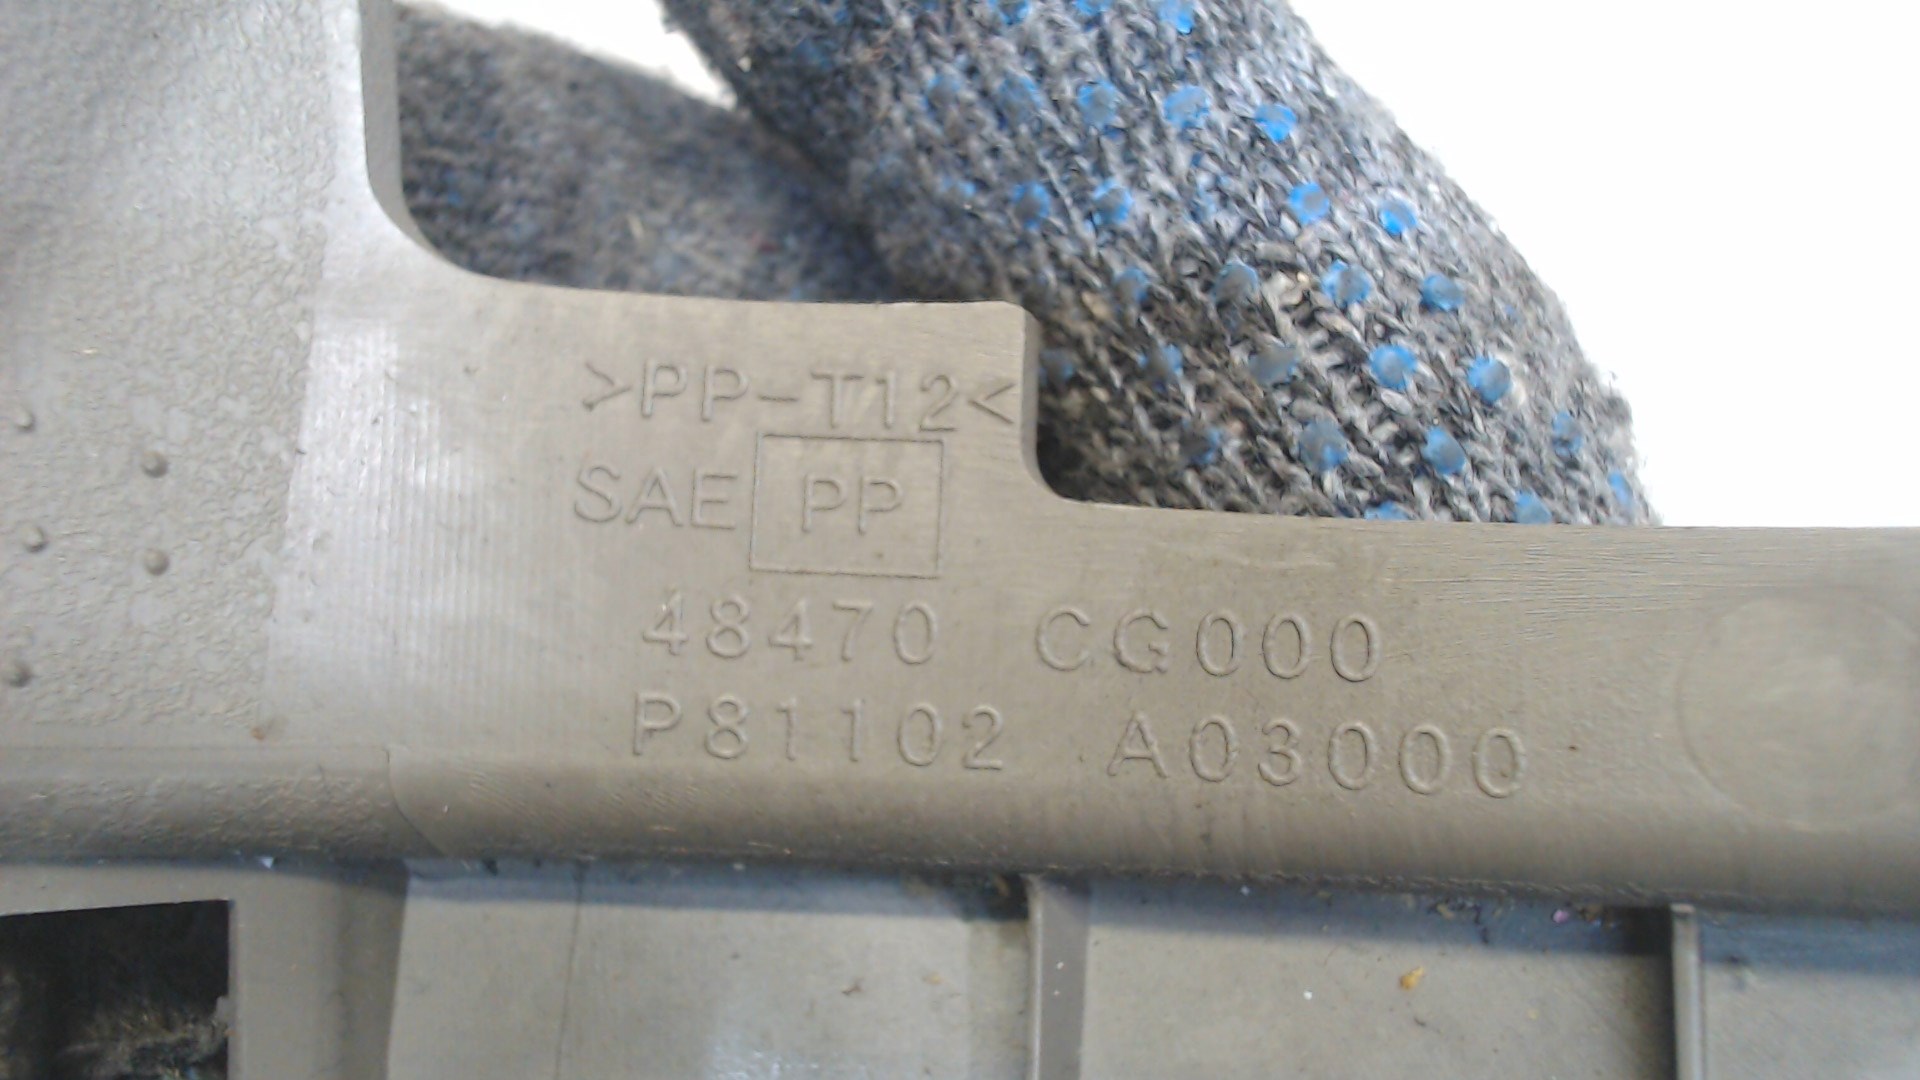 >PP-T12<
SAE PP
48470 CG000
P81102 A03000